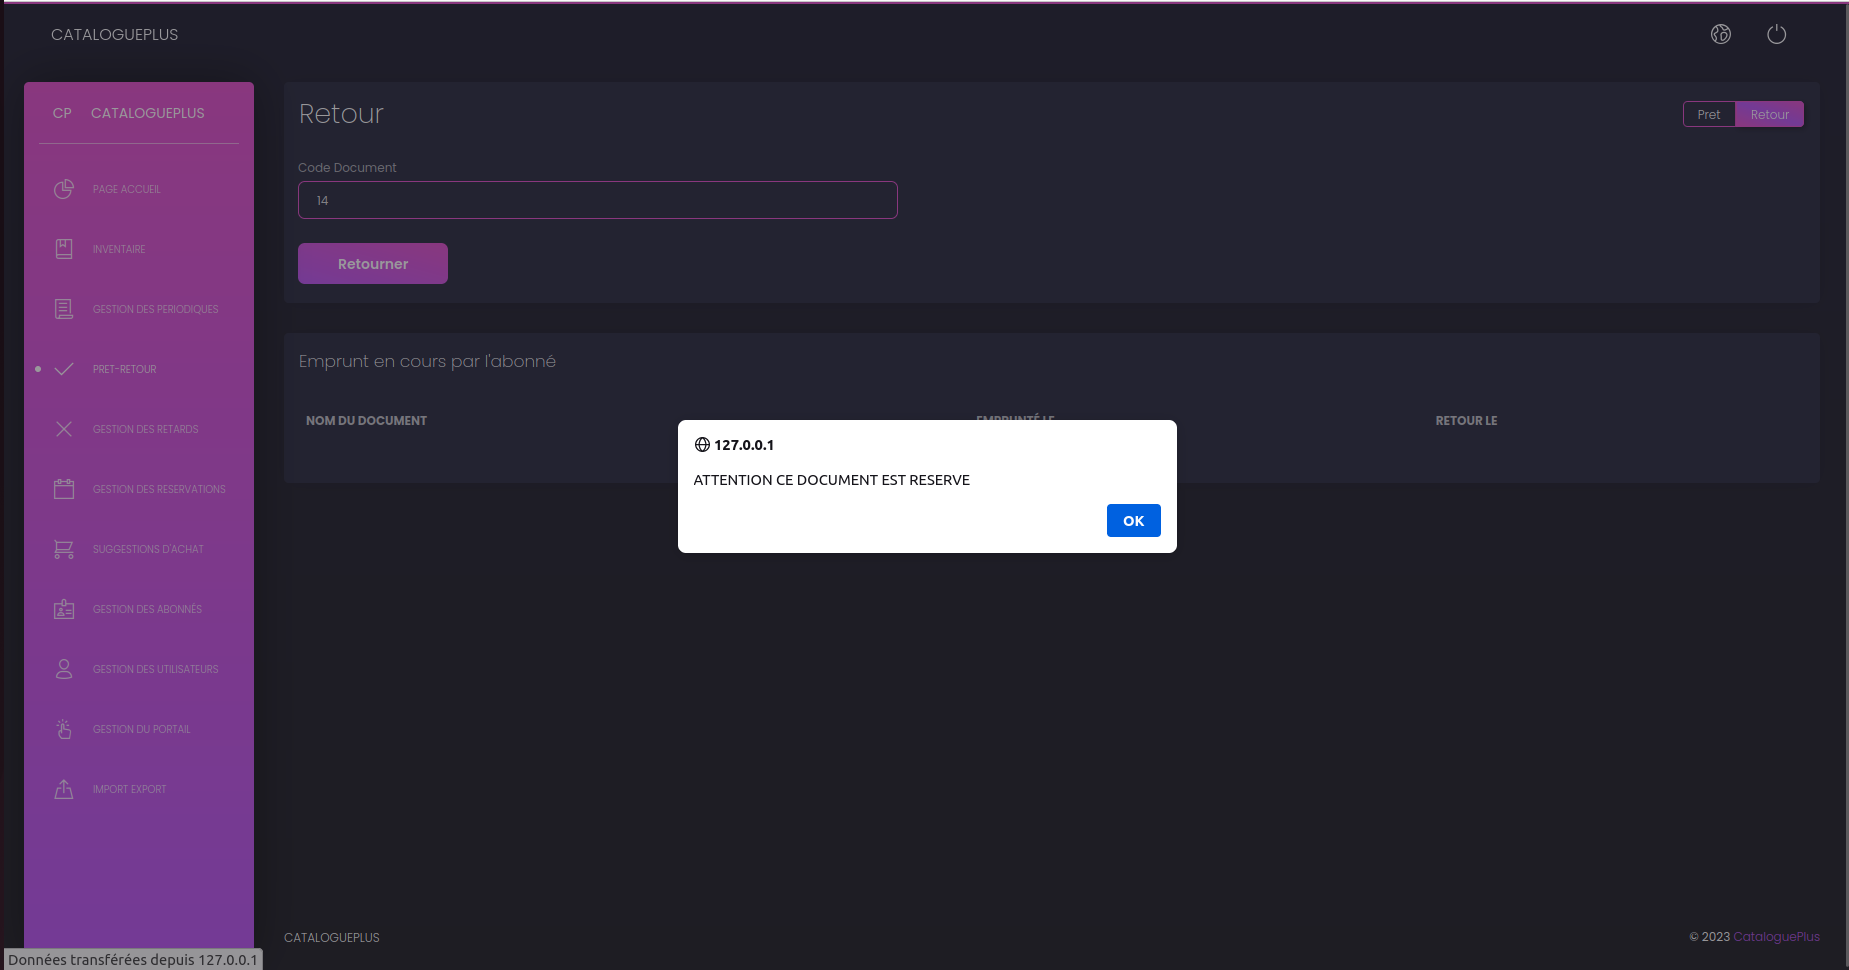 CATALOGUEPLUS
CP CATALOGUEPLUS
PAGE ACCUEIL
INVENTAIRE
GESTION DES PERIODIQUES
PRET-RETOUR
GESTION DES RETARDS
GESTION DES RESERVATIONS
SUGGESTIONS D'ACHAT
GESTION DES ABONNÉS
GESTION DES UTILISATEURS
GESTION DU PORTAIL
IMPORT EXPORT
Retour
Pret Retour
Code Document
14
Retourner
Emprunt en cours par l'abonné
NOM DU DOCUMENT EMPRUNTÉ LE RETOUR LE
127.0.0.1
ATTENTION CE DOCUMENT EST RESERVE
OK
CATALOGUEPLUS
© 2023 CataloguePlus
Données transférées depuis 127.0.0.1